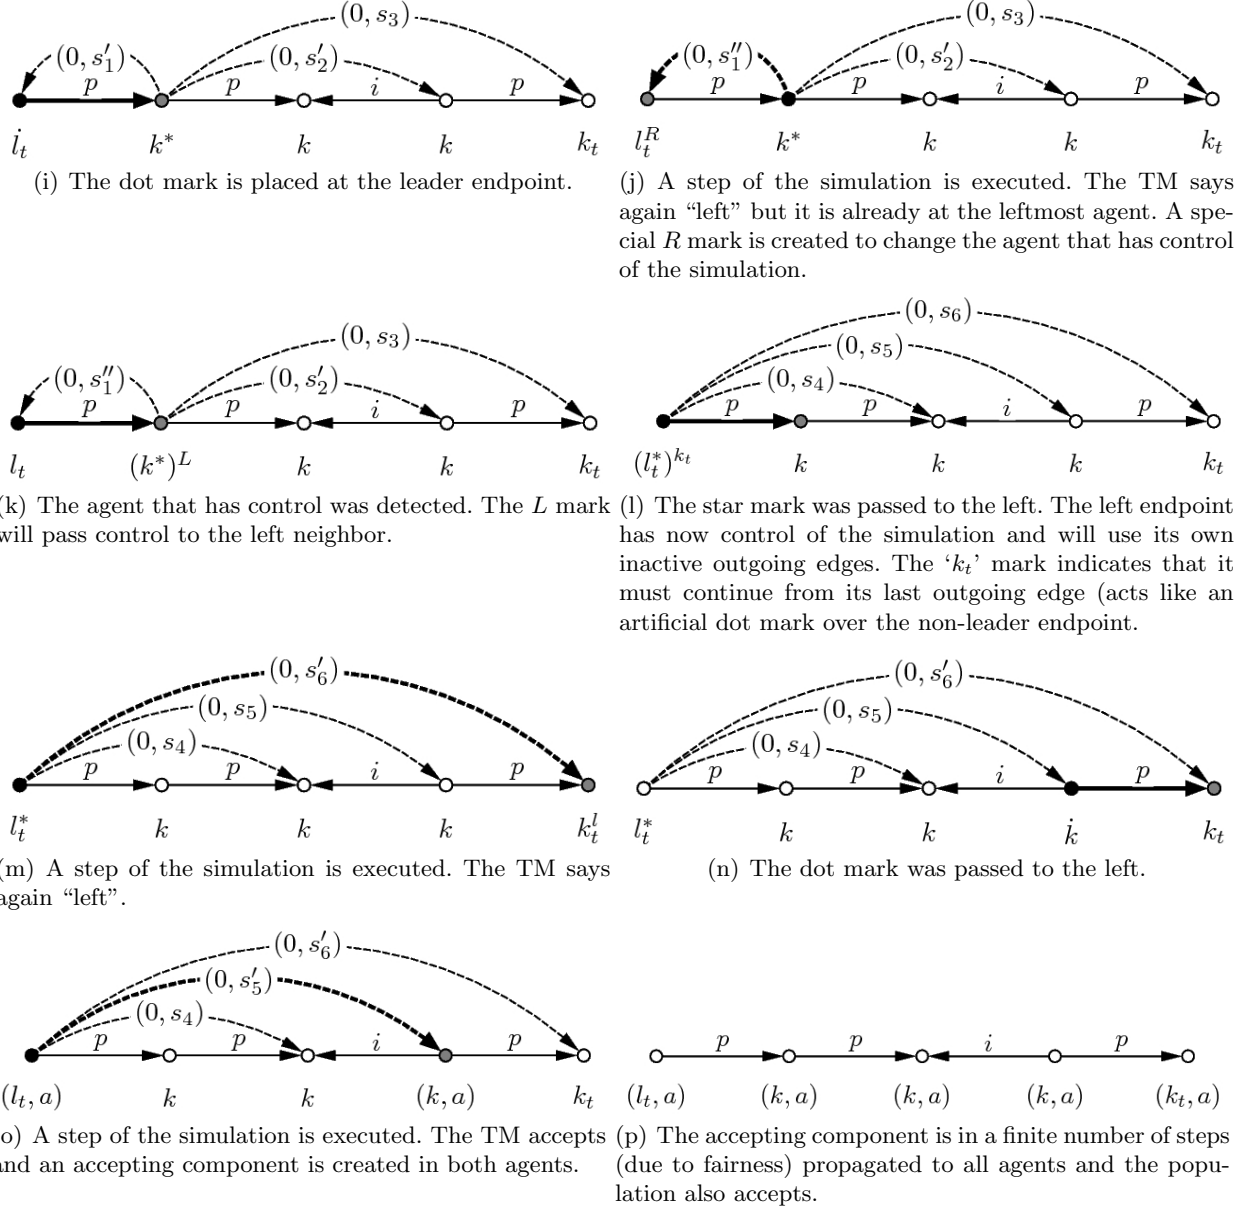 (0, s₃)
(0, s′₁) (0, s′₂)
p p i p
l̇ₜ k* k k kₜ
(i) The dot mark is placed at the leader endpoint.
(0, s₃)
(0, s″₁) (0, s′₂)
p p i p
lₜᴿ k* k k kₜ
(j) A step of the simulation is executed. The TM says
again “left” but it is already at the leftmost agent. A spe-
cial R mark is created to change the agent that has control
of the simulation.
(0, s₃)
(0, s″₁) (0, s′₂)
p p i p
lₜ (k*)ᴸ k k kₜ
(k) The agent that has control was detected. The L mark
will pass control to the left neighbor.
(0, s₆)
(0, s₅)
(0, s₄)
p p i p
(lₜ*)^{kₜ} k k k kₜ
(l) The star mark was passed to the left. The left endpoint
has now control of the simulation and will use its own
inactive outgoing edges. The ‘kₜ’ mark indicates that it
must continue from its last outgoing edge (acts like an
artificial dot mark over the non-leader endpoint.
(0, s′₆)
(0, s₅)
(0, s₄)
p p i p
lₜ* k k k kₜˡ
(m) A step of the simulation is executed. The TM says
again “left”.
(0, s′₆)
(0, s₅)
(0, s₄)
p p i p
lₜ* k k k̇ kₜ
(n) The dot mark was passed to the left.
(0, s′₆)
(0, s′₅)
(0, s₄)
p p i p
(lₜ, a) k k (k, a) kₜ
o) A step of the simulation is executed. The TM accepts
and an accepting component is created in both agents.
p p i p
(lₜ, a) (k, a) (k, a) (k, a) (kₜ, a)
(p) The accepting component is in a finite number of steps
(due to fairness) propagated to all agents and the popu-
lation also accepts.